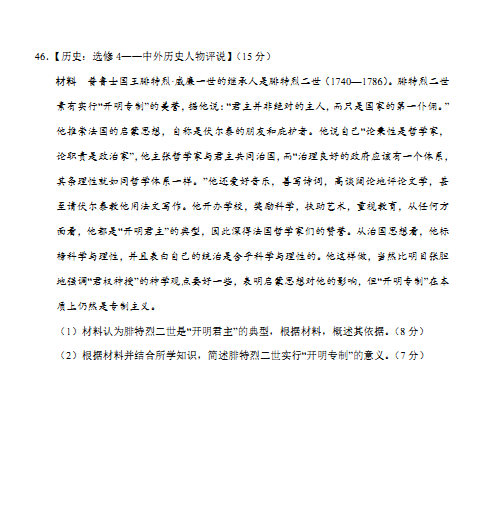 46.【历史：选修 4——中外历史人物评说】（15 分）
材料 普鲁士国王腓特烈·威廉一世的继承人是腓特烈二世（1740—1786）。腓特烈二世
素有实行“开明专制”的美誉，据他说：“君主并非绝对的主人，而只是国家的第一仆佣。”
他推崇法国的启蒙思想，自称是伏尔泰的朋友和庇护者。他说自己“论秉性是哲学家，
论职责是政治家”，他主张哲学家与君主共同治国，而“治理良好的政府应该有一个体系，
其条理性就如同哲学体系一样。”他还爱好音乐，善写诗词，高谈阔论地评论文学，甚
至请伏尔泰教他用法文写作。他开办学校，奖励科学，扶助艺术，重视教育，从任何方
面看，他都是“开明君主”的典型，因此深得法国哲学家们的赞誉。从治国思想看，他标
榜科学与理性，并且表白自己的统治是合乎科学与理性的。他这样做，当然比明目张胆
地强调“君权神授”的神学观点要好一些，表明启蒙思想对他的影响，但“开明专制”在本
质上仍然是专制主义。
（1）材料认为腓特烈二世是“开明君主”的典型，根据材料，概述其依据。（8 分）
（2）根据材料并结合所学知识，简述腓特烈二世实行“开明专制”的意义。（7 分）